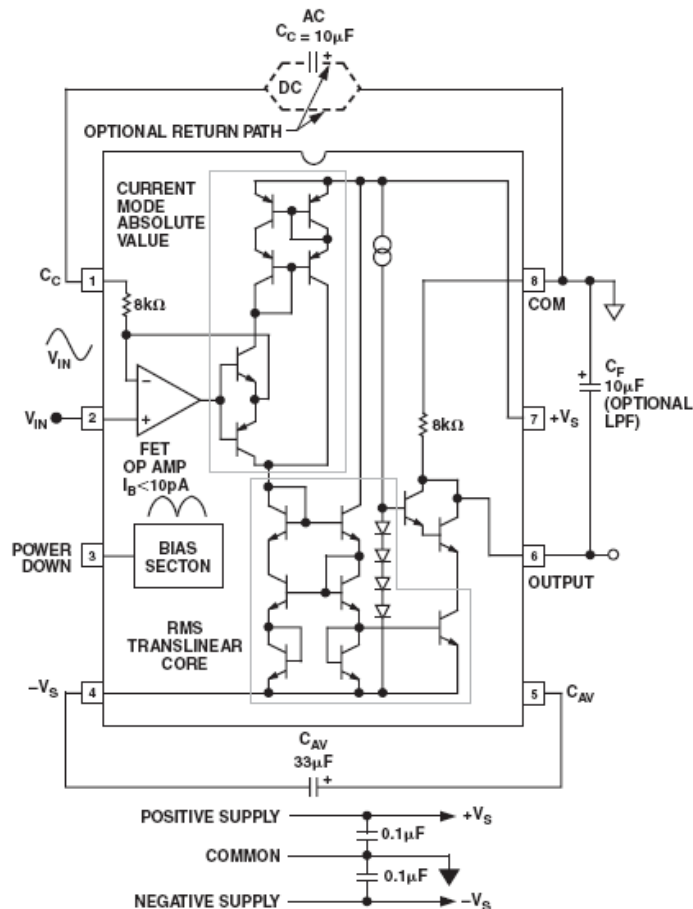 AC
C_C = 10µF
+
DC
OPTIONAL RETURN PATH
CURRENT
MODE
ABSOLUTE
VALUE
C_C
1
8kΩ
8
COM
V_IN
C_F
+
10µF
(OPTIONAL
LPF)
8kΩ
7
+V_S
−
V_IN
2
+
FET
OP AMP
I_B<10pA
POWER
DOWN
3
BIAS
SECTON
6
OUTPUT
RMS
TRANSLINEAR
CORE
−V_S
4
5
C_AV
C_AV
33µF
+
POSITIVE SUPPLY
+V_S
0.1µF
COMMON
0.1µF
NEGATIVE SUPPLY
−V_S